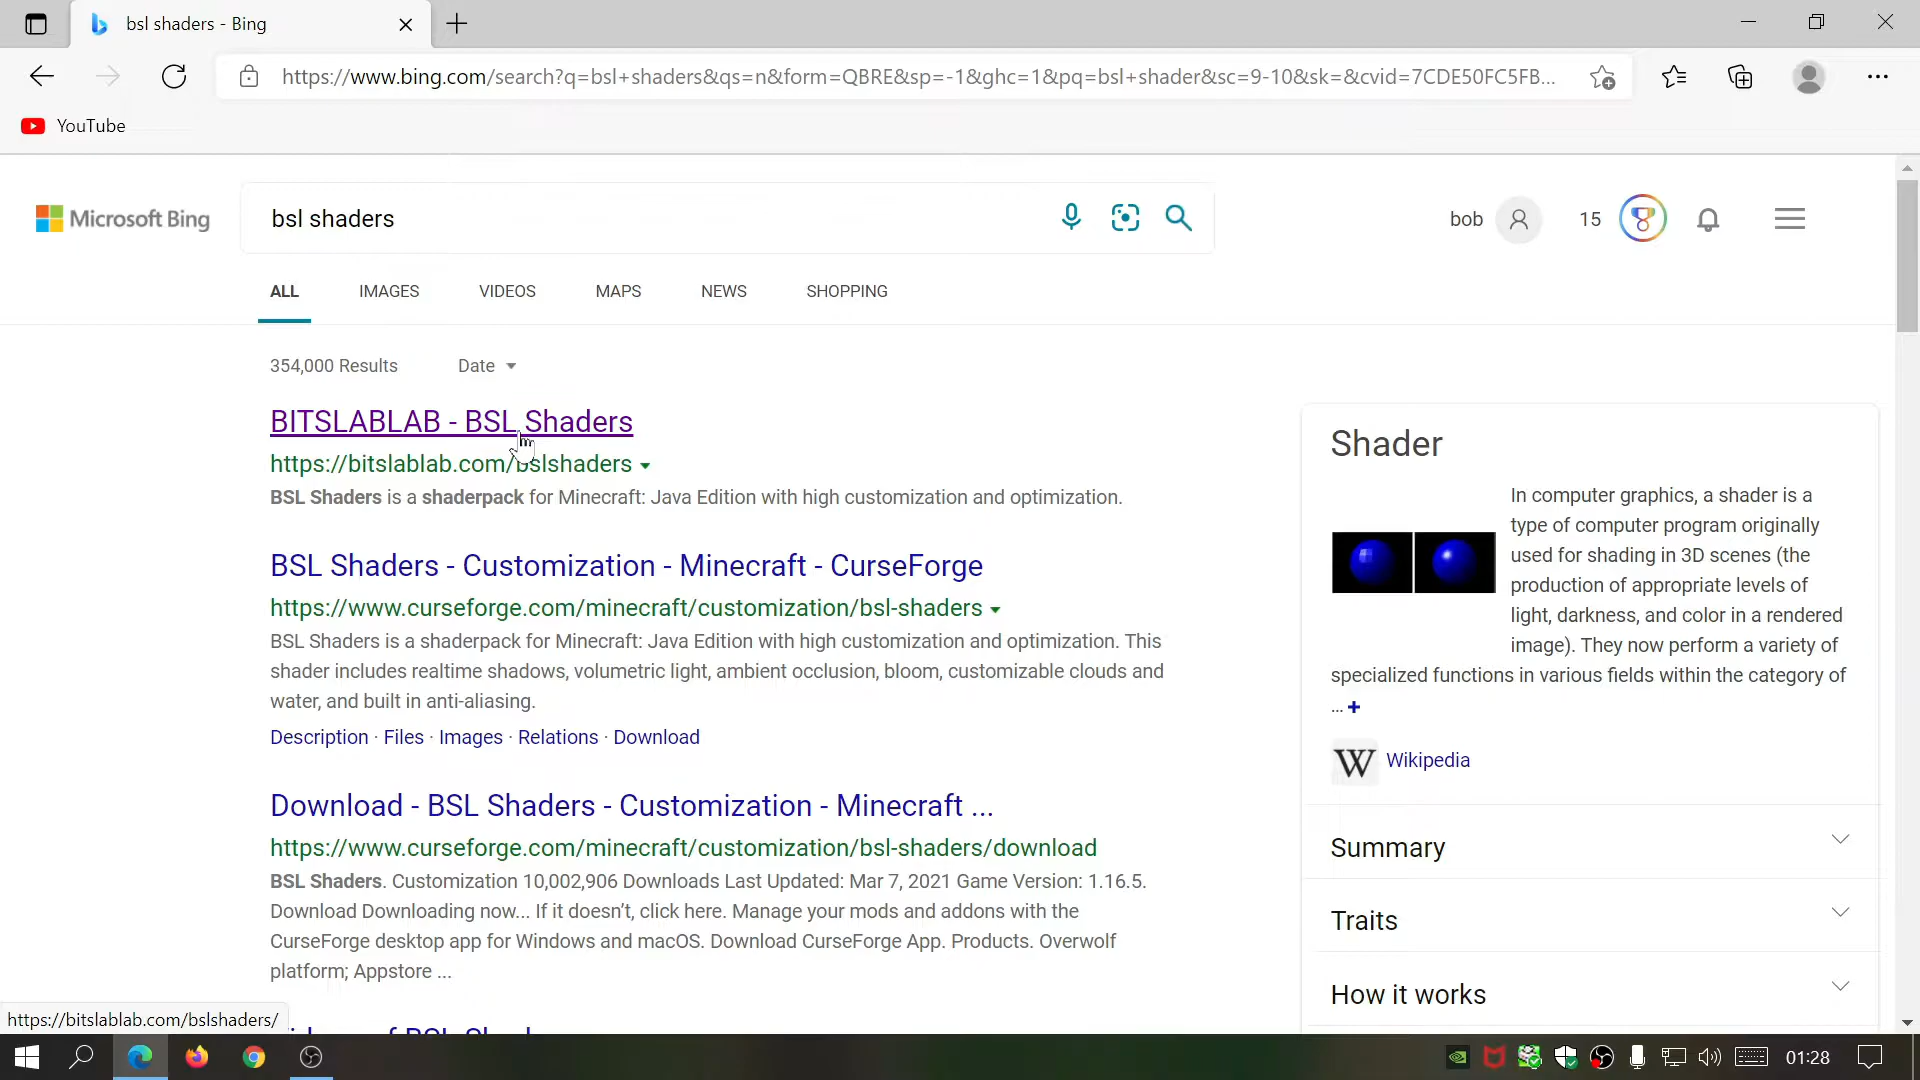 bsl shaders - Bing
https://www.bing.com/search?q=bsl+shaders&qs=n&form=QBRE&sp=-1&ghc=1&pq=bsl+shader&sc=9-10&sk=&cvid=7CDE50FC5FB...
YouTube
Microsoft Bing
bsl shaders
bob
15
ALL IMAGES VIDEOS MAPS NEWS SHOPPING
354,000 Results Date
BITSLABLAB - BSL Shaders
https://bitslablab.com/bslshaders
BSL Shaders is a shaderpack for Minecraft: Java Edition with high customization and optimization.
BSL Shaders - Customization - Minecraft - CurseForge
https://www.curseforge.com/minecraft/customization/bsl-shaders
BSL Shaders is a shaderpack for Minecraft: Java Edition with high customization and optimization. This
shader includes realtime shadows, volumetric light, ambient occlusion, bloom, customizable clouds and
water, and built in anti-aliasing.
Description · Files · Images · Relations · Download
Download - BSL Shaders - Customization - Minecraft ...
https://www.curseforge.com/minecraft/customization/bsl-shaders/download
BSL Shaders. Customization 10,002,906 Downloads Last Updated: Mar 7, 2021 Game Version: 1.16.5.
Download Downloading now... If it doesn't, click here. Manage your mods and addons with the
CurseForge desktop app for Windows and macOS. Download CurseForge App. Products. Overwolf
platform; Appstore ...
Shader
In computer graphics, a shader is a
type of computer program originally
used for shading in 3D scenes (the
production of appropriate levels of
light, darkness, and color in a rendered
image). They now perform a variety of
specialized functions in various fields within the category of
... +
W Wikipedia
Summary
Traits
How it works
https://bitslablab.com/bslshaders/
01:28